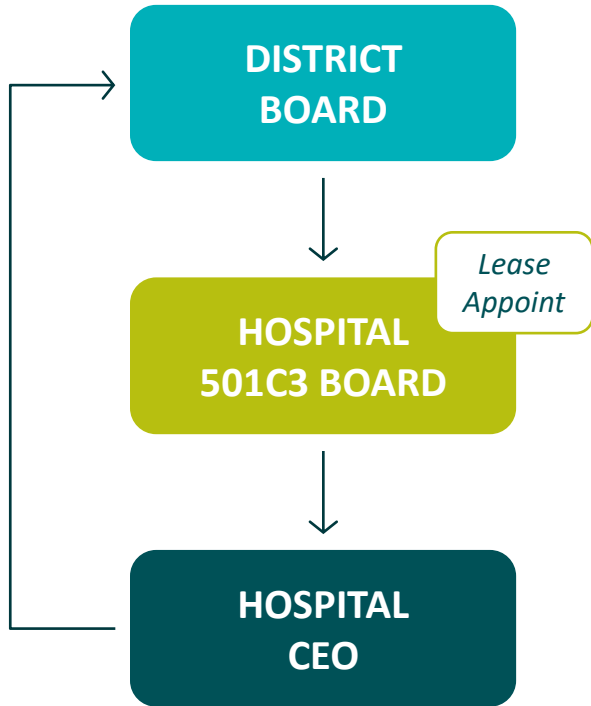 DISTRICT
BOARD
Lease
Appoint
HOSPITAL
501C3 BOARD
HOSPITAL
CEO